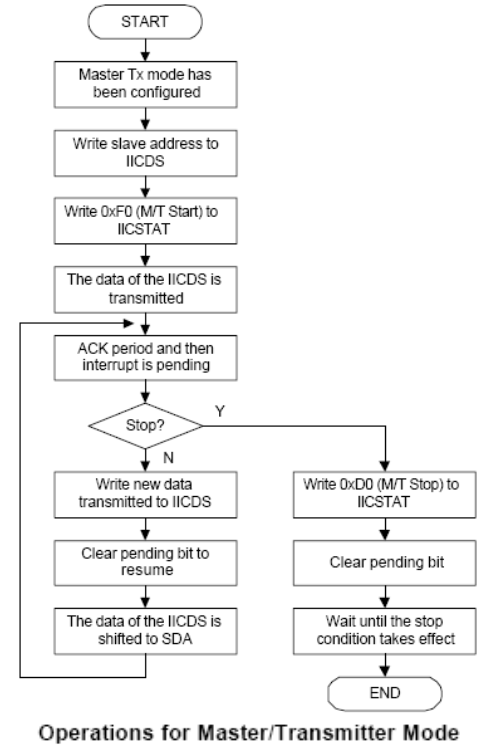 START
Master Tx mode has
been configured
Write slave address to
IICDS
Write 0xF0 (M/T Start) to
IICSTAT
The data of the IICDS is
transmitted
ACK period and then
interrupt is pending
Stop?
Y
N
Write new data
transmitted to IICDS
Clear pending bit to
resume
The data of the IICDS is
shifted to SDA
Write 0xD0 (M/T Stop) to
IICSTAT
Clear pending bit
Wait until the stop
condition takes effect
END
Operations for Master/Transmitter Mode